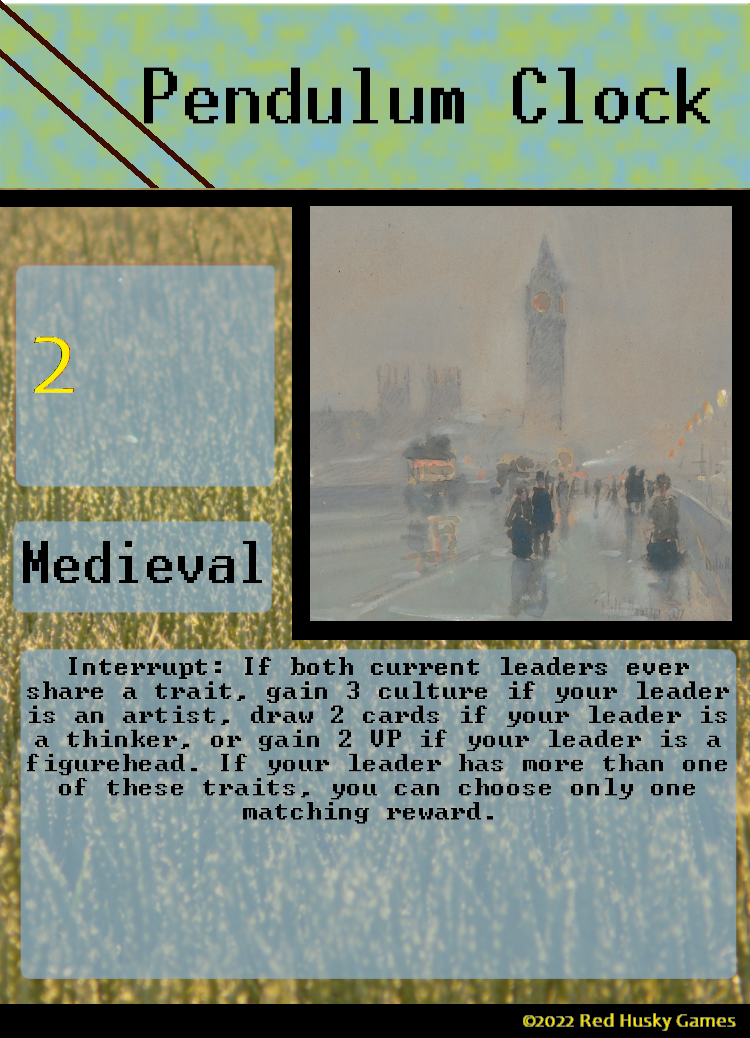 Pendulum Clock
2
Medieval
Interrupt: If both current leaders ever
share a trait, gain 3 culture if your leader
is an artist, draw 2 cards if your leader is
a thinker, or gain 2 VP if your leader is a
figurehead. If your leader has more than one
of these traits, you can choose only one
matching reward.
©2022 Red Husky Games